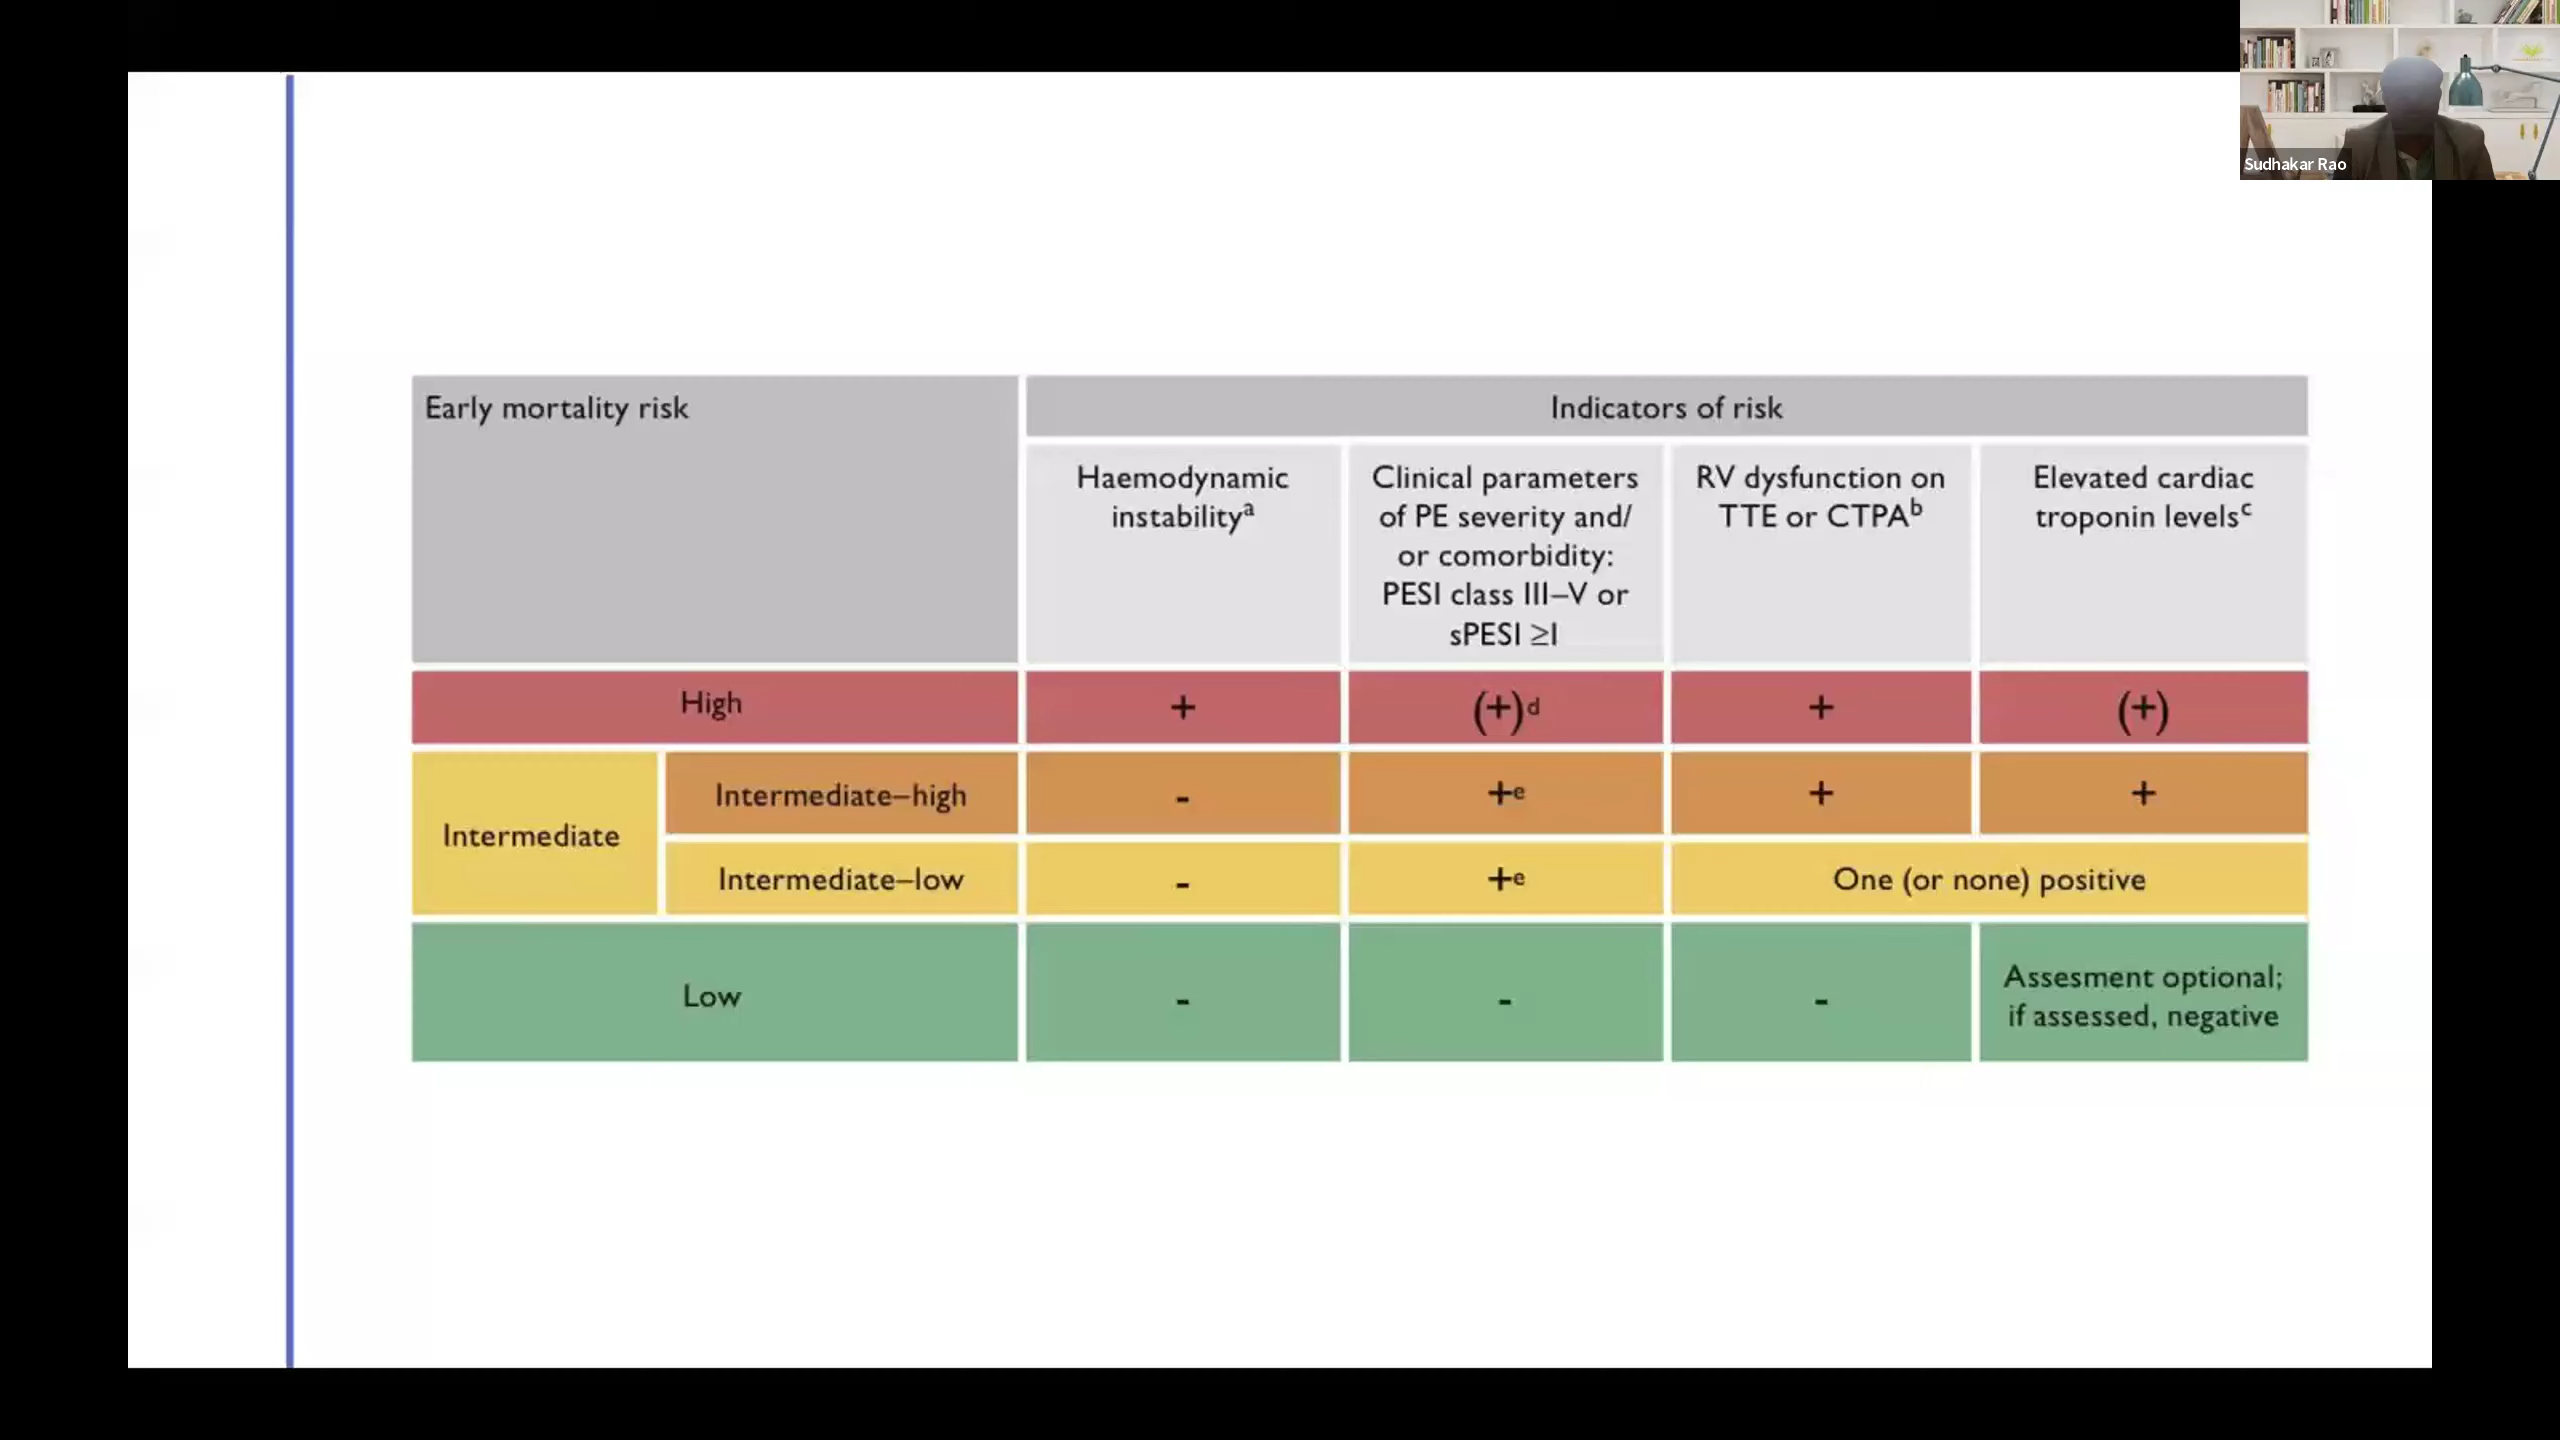 Sudhakar Rao
Early mortality risk
Indicators of risk
Haemodynamic
instabilityᵃ
Clinical parameters
of PE severity and/
or comorbidity:
PESI class III–V or
sPESI ≥I
RV dysfunction on
TTE or CTPAᵇ
Elevated cardiac
troponin levelsᶜ
High
+
(+)ᵈ
+
(+)
Intermediate
Intermediate–high
-
+ᵉ
+
+
Intermediate–low
-
+ᵉ
One (or none) positive
Low
-
-
-
Assesment optional;
if assessed, negative